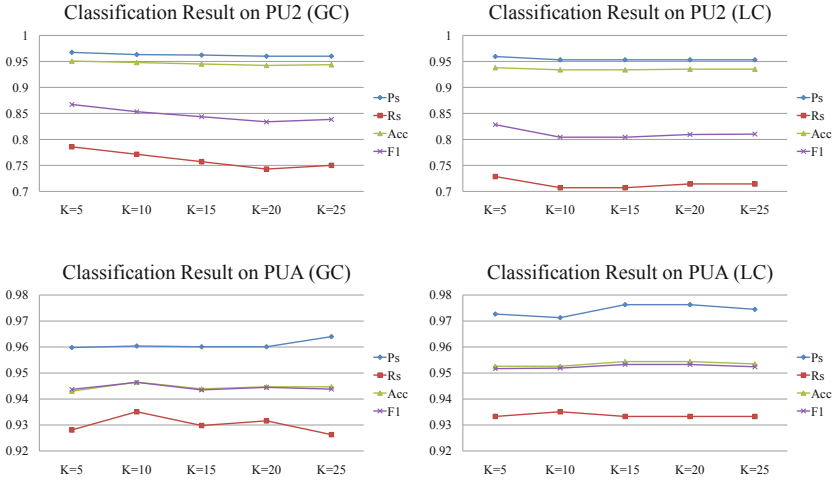 Classification Result on PU2 (GC)
1
0.95
0.9
0.85
0.8
0.75
0.7
K=5 K=10 K=15 K=20 K=25
Ps
Rs
Acc
F1
Classification Result on PU2 (LC)
1
0.95
0.9
0.85
0.8
0.75
0.7
K=5 K=10 K=15 K=20 K=25
Ps
Rs
Acc
F1
Classification Result on PUA (GC)
0.98
0.97
0.96
0.95
0.94
0.93
0.92
K=5 K=10 K=15 K=20 K=25
Ps
Rs
Acc
F1
Classification Result on PUA (LC)
0.98
0.97
0.96
0.95
0.94
0.93
0.92
K=5 K=10 K=15 K=20 K=25
Ps
Rs
Acc
F1